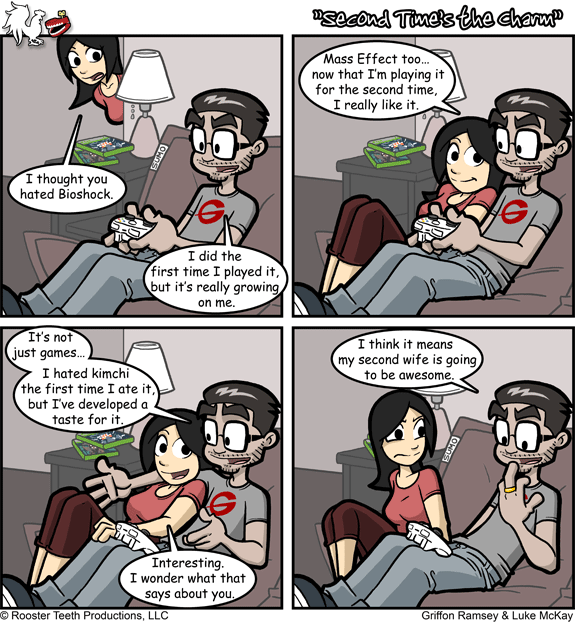 "Second Time's the Charm"
I thought you
hated Bioshock.
SUMO
I did the
first time I played it,
but it's really growing
on me.
Mass Effect too...
now that I'm playing it
for the second time,
I really like it.
It's not
just games...
I hated kimchi
the first time I ate it,
but I've developed a
taste for it.
Interesting.
I wonder what that
says about you.
I think it means
my second wife is going
to be awesome.
SUMO
© Rooster Teeth Productions, LLC
Griffon Ramsey & Luke McKay